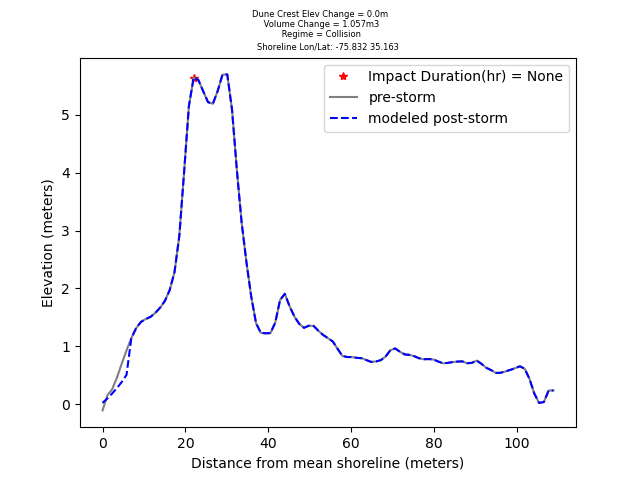 Dune Crest Elev Change = 0.0m
Volume Change = 1.057m3
Regime = Collision
Shoreline Lon/Lat: -75.832 35.163
Impact Duration(hr) = None
pre-storm
modeled post-storm
Elevation (meters)
5
4
3
2
1
0
0 20 40 60 80 100
Distance from mean shoreline (meters)